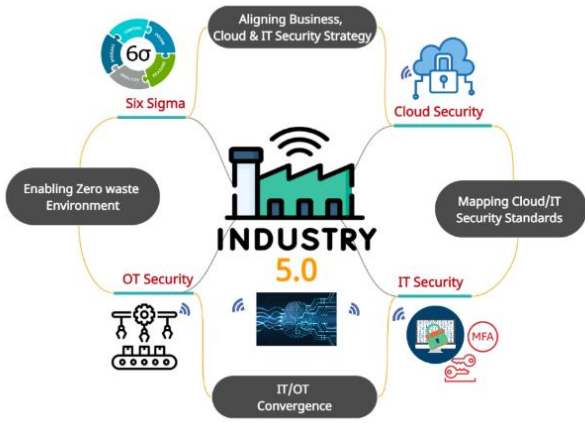 Aligning Business,
Cloud & IT Security Strategy
6σ
Six Sigma
Cloud Security
Enabling Zero waste
Environment
Mapping Cloud/IT
Security Standards
INDUSTRY
5.0
OT Security
IT Security
MFA
IT/OT
Convergence